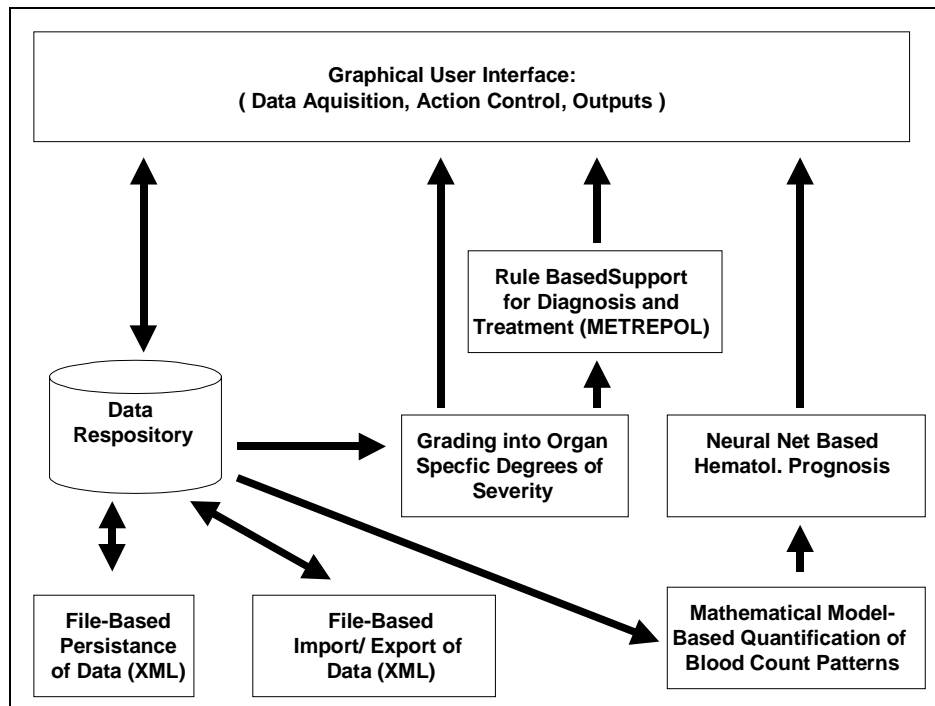 Graphical User Interface:
( Data Aquisition, Action Control, Outputs )
Rule BasedSupport
for Diagnosis and
Treatment (METREPOL)
Data
Respository
Grading into Organ
Specfic Degrees of
Severity
Neural Net Based
Hematol. Prognosis
File-Based
Persistance
of Data (XML)
File-Based
Import/ Export of
Data (XML)
Mathematical Model-
Based Quantification of
Blood Count Patterns